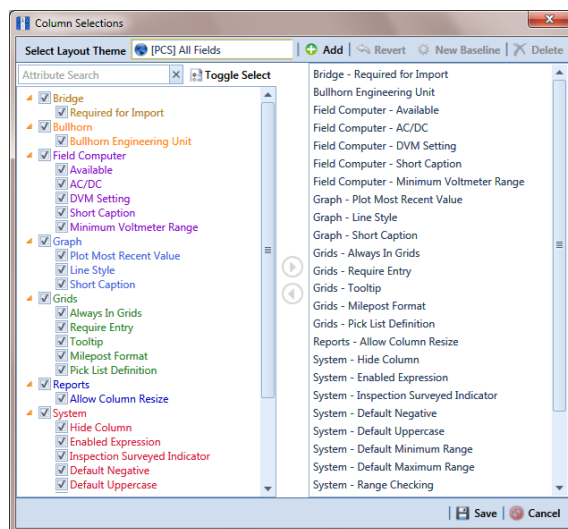 Column Selections
Select Layout Theme [PCS] All Fields Add Revert New Baseline Delete
Attribute Search Toggle Select
Bridge
Required for Import
Bullhorn
Bullhorn Engineering Unit
Field Computer
Available
AC/DC
DVM Setting
Short Caption
Minimum Voltmeter Range
Graph
Plot Most Recent Value
Line Style
Short Caption
Grids
Always In Grids
Require Entry
Tooltip
Milepost Format
Pick List Definition
Reports
Allow Column Resize
System
Hide Column
Enabled Expression
Inspection Surveyed Indicator
Default Negative
Default Uppercase
Bridge - Required for Import
Bullhorn Engineering Unit
Field Computer - Available
Field Computer - AC/DC
Field Computer - DVM Setting
Field Computer - Short Caption
Field Computer - Minimum Voltmeter Range
Graph - Plot Most Recent Value
Graph - Line Style
Graph - Short Caption
Grids - Always In Grids
Grids - Require Entry
Grids - Tooltip
Grids - Milepost Format
Grids - Pick List Definition
Reports - Allow Column Resize
System - Hide Column
System - Enabled Expression
System - Inspection Surveyed Indicator
System - Default Negative
System - Default Uppercase
System - Default Minimum Range
System - Default Maximum Range
System - Range Checking
Save Cancel